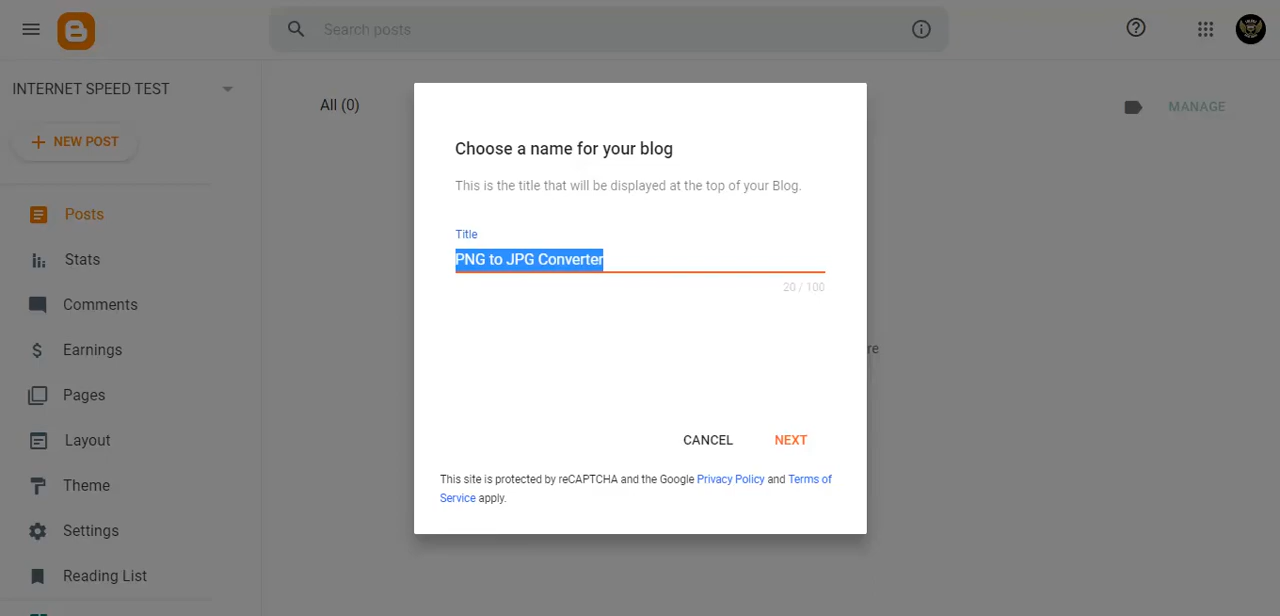 Search posts
INTERNET SPEED TEST
NEW POST
Posts
Stats
Comments
Earnings
Pages
Layout
Theme
Settings
Reading List
All (0)
MANAGE
Choose a name for your blog
This is the title that will be displayed at the top of your Blog.
Title
PNG to JPG Converter
20 / 100
re
CANCEL
NEXT
This site is protected by reCAPTCHA and the Google Privacy Policy and Terms of
Service apply.